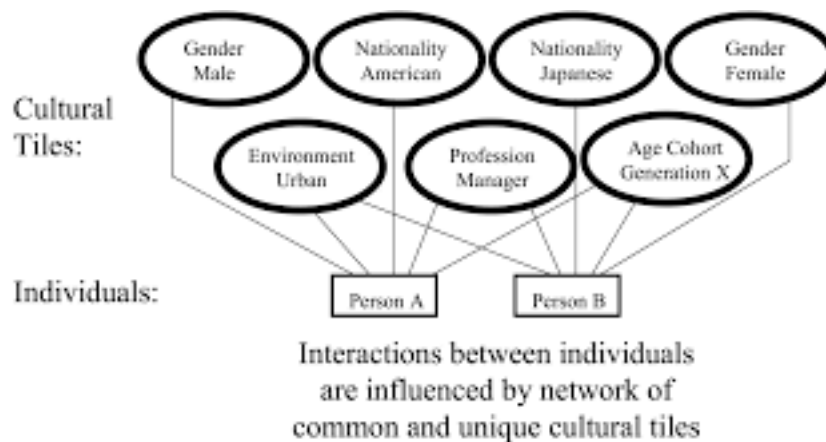 Gender
Male
Nationality
American
Nationality
Japanese
Gender
Female
Cultural
Tiles:
Environment
Urban
Profession
Manager
Age Cohort
Generation X
Individuals:
Person A
Person B
Interactions between individuals
are influenced by network of
common and unique cultural tiles